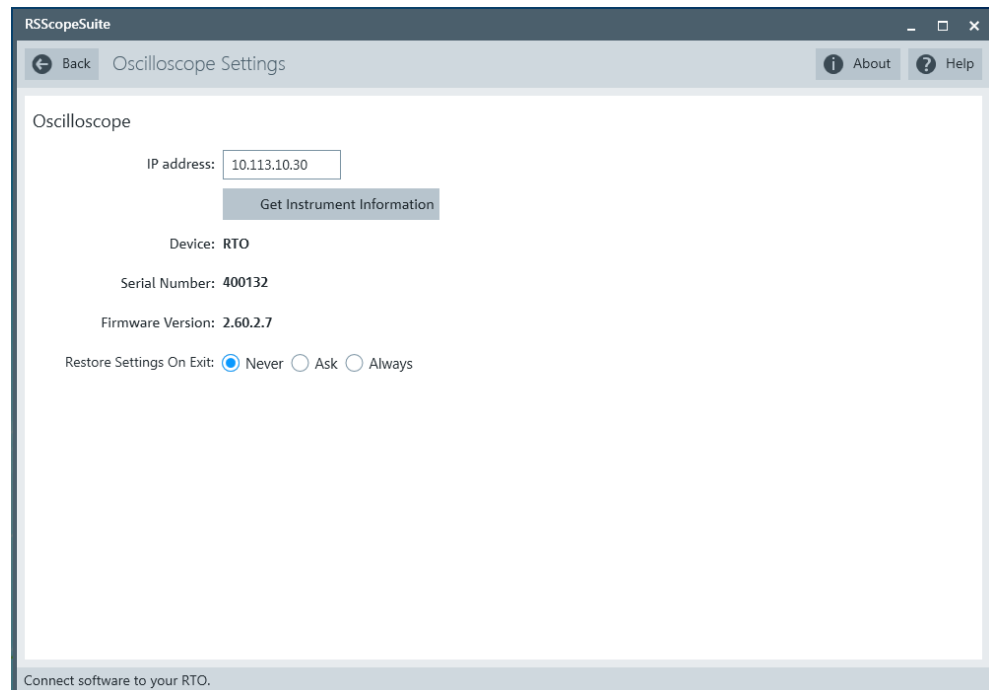 RSScopeSuite
Back Oscilloscope Settings About Help
Oscilloscope
IP address: 10.113.10.30
Get Instrument Information
Device: RTO
Serial Number: 400132
Firmware Version: 2.60.2.7
Restore Settings On Exit: Never Ask Always
Connect software to your RTO.